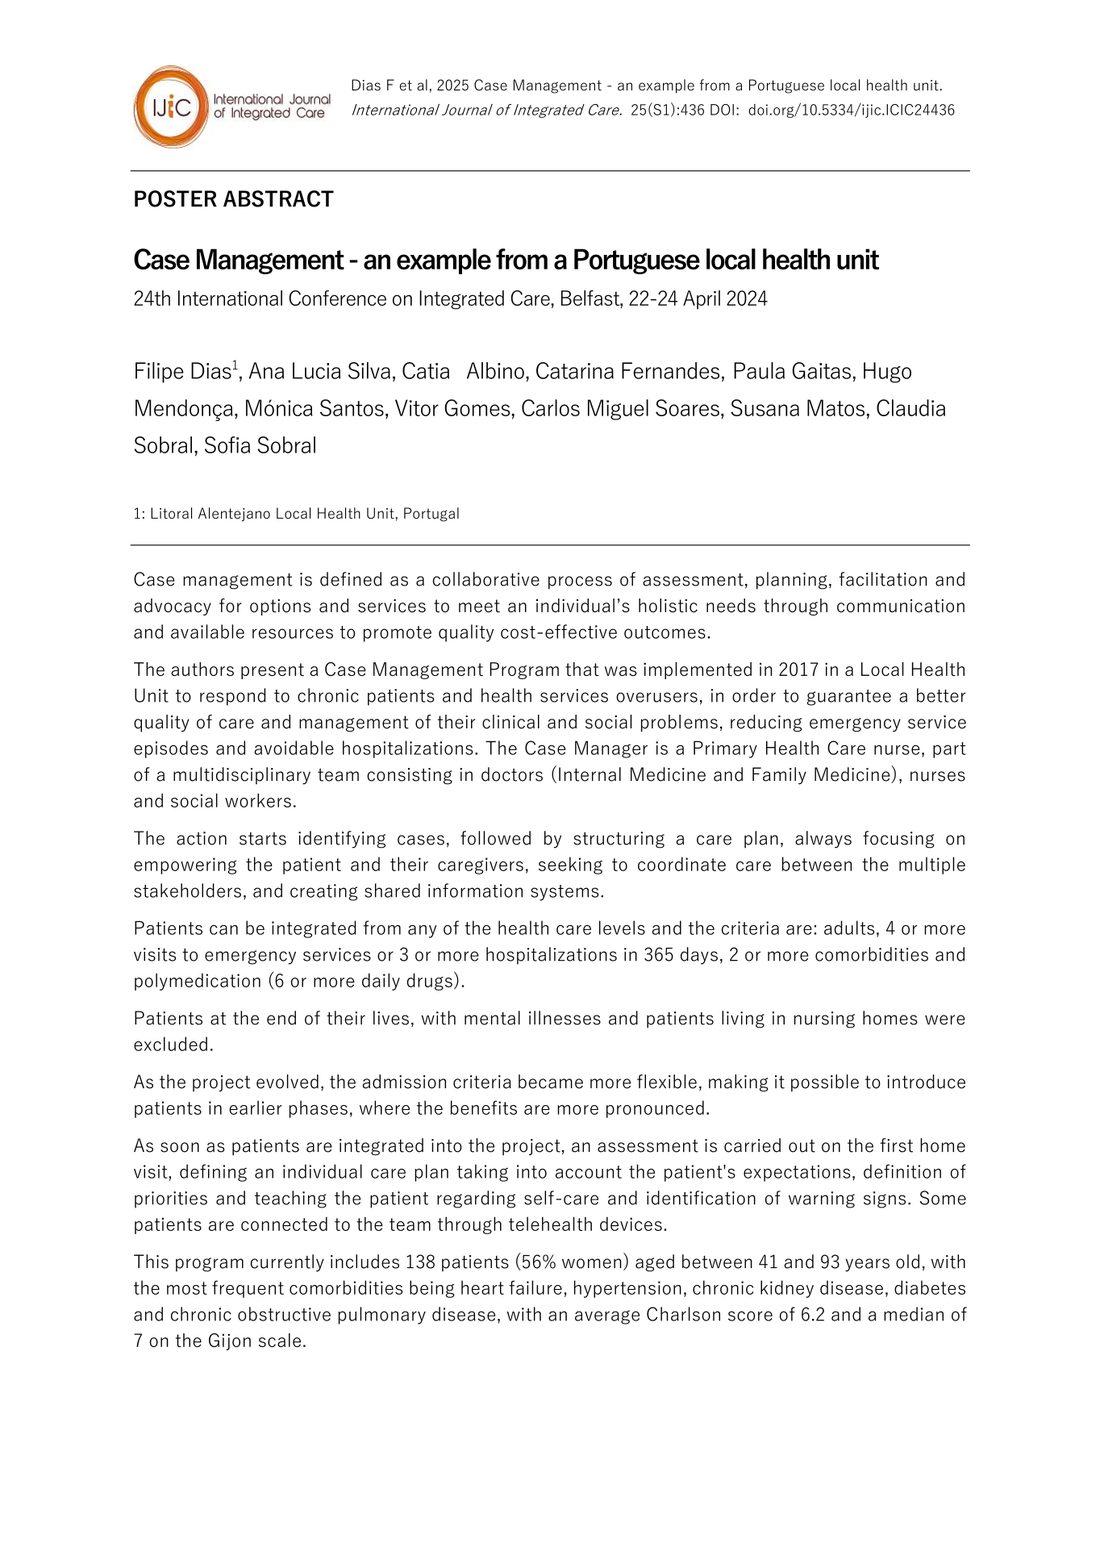 IJIC International Journal
of Integrated Care
Dias F et al, 2025 Case Management - an example from a Portuguese local health unit.
International Journal of Integrated Care. 25(S1):436 DOI: doi.org/10.5334/ijic.ICIC24436
POSTER ABSTRACT
Case Management - an example from a Portuguese local health unit
24th International Conference on Integrated Care, Belfast, 22-24 April 2024
Filipe Dias1, Ana Lucia Silva, Catia Albino, Catarina Fernandes, Paula Gaitas, Hugo
Mendonça, Mónica Santos, Vitor Gomes, Carlos Miguel Soares, Susana Matos, Claudia
Sobral, Sofia Sobral
1: Litoral Alentejano Local Health Unit, Portugal
Case management is defined as a collaborative process of assessment, planning, facilitation and
advocacy for options and services to meet an individual's holistic needs through communication
and available resources to promote quality cost-effective outcomes.
The authors present a Case Management Program that was implemented in 2017 in a Local Health
Unit to respond to chronic patients and health services overusers, in order to guarantee a better
quality of care and management of their clinical and social problems, reducing emergency service
episodes and avoidable hospitalizations. The Case Manager is a Primary Health Care nurse, part
of a multidisciplinary team consisting in doctors (Internal Medicine and Family Medicine), nurses
and social workers.
The action starts identifying cases, followed by structuring a care plan, always focusing on
empowering the patient and their caregivers, seeking to coordinate care between the multiple
stakeholders, and creating shared information systems.
Patients can be integrated from any of the health care levels and the criteria are: adults, 4 or more
visits to emergency services or 3 or more hospitalizations in 365 days, 2 or more comorbidities and
polymedication (6 or more daily drugs).
Patients at the end of their lives, with mental illnesses and patients living in nursing homes were
excluded.
As the project evolved, the admission criteria became more flexible, making it possible to introduce
patients in earlier phases, where the benefits are more pronounced.
As soon as patients are integrated into the project, an assessment is carried out on the first home
visit, defining an individual care plan taking into account the patient's expectations, definition of
priorities and teaching the patient regarding self-care and identification of warning signs. Some
patients are connected to the team through telehealth devices.
This program currently includes 138 patients (56% women) aged between 41 and 93 years old, with
the most frequent comorbidities being heart failure, hypertension, chronic kidney disease, diabetes
and chronic obstructive pulmonary disease, with an average Charlson score of 6.2 and a median of
7 on the Gijon scale.